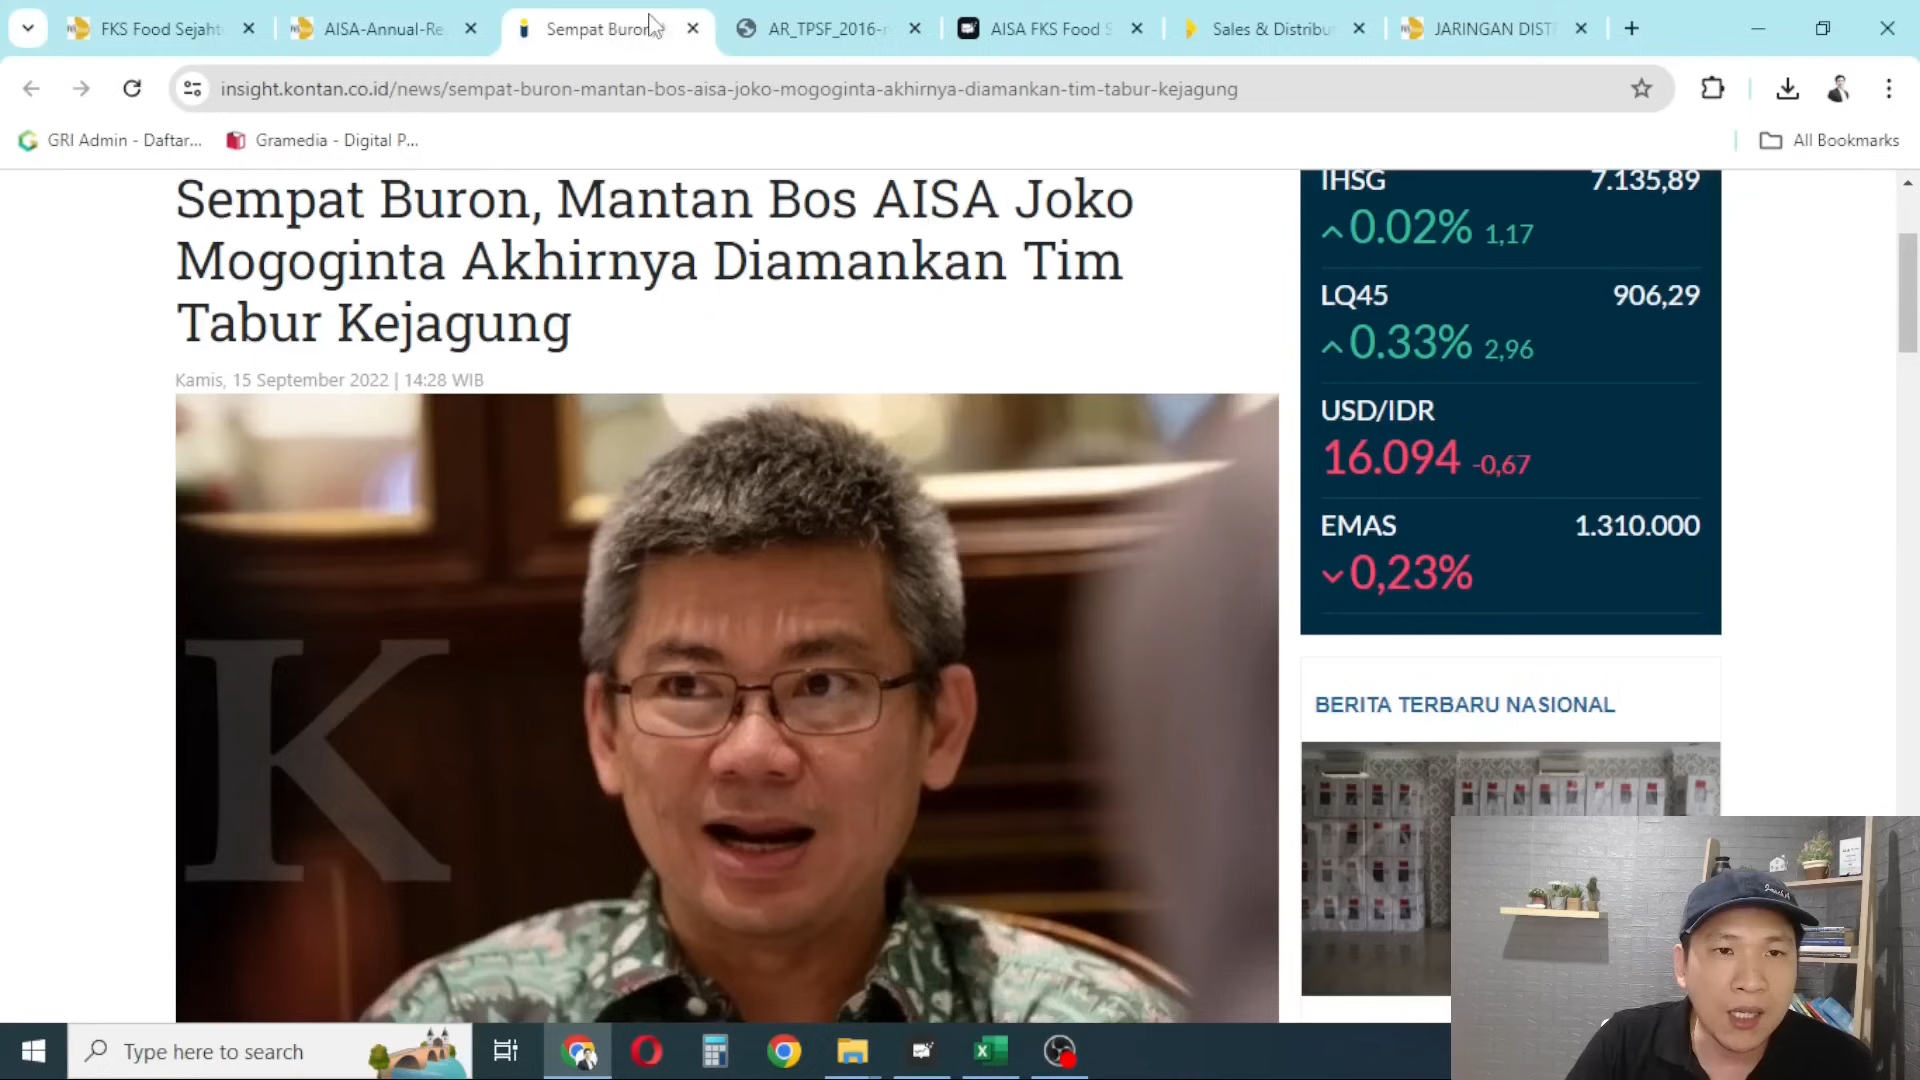 FKS Food Sejaht
AISA-Annual-Re
Sempat Buron
AR_TPSF_2016-
AISA FKS Food S
Sales & Distribu
JARINGAN DIST
insight.kontan.co.id/news/sempat-buron-mantan-bos-aisa-joko-mogoginta-akhirnya-diamankan-tim-tabur-kejagung
GRI Admin - Daftar...
Gramedia - Digital P...
All Bookmarks
Sempat Buron, Mantan Bos AISA Joko
Mogoginta Akhirnya Diamankan Tim
Tabur Kejagung
Kamis, 15 September 2022 | 14:28 WIB
K
IHSG 7.135,89
0.02% 1,17
LQ45 906,29
0.33% 2,96
USD/IDR
16.094 -0,67
EMAS 1.310.000
0,23%
BERITA TERBARU NASIONAL
Type here to search